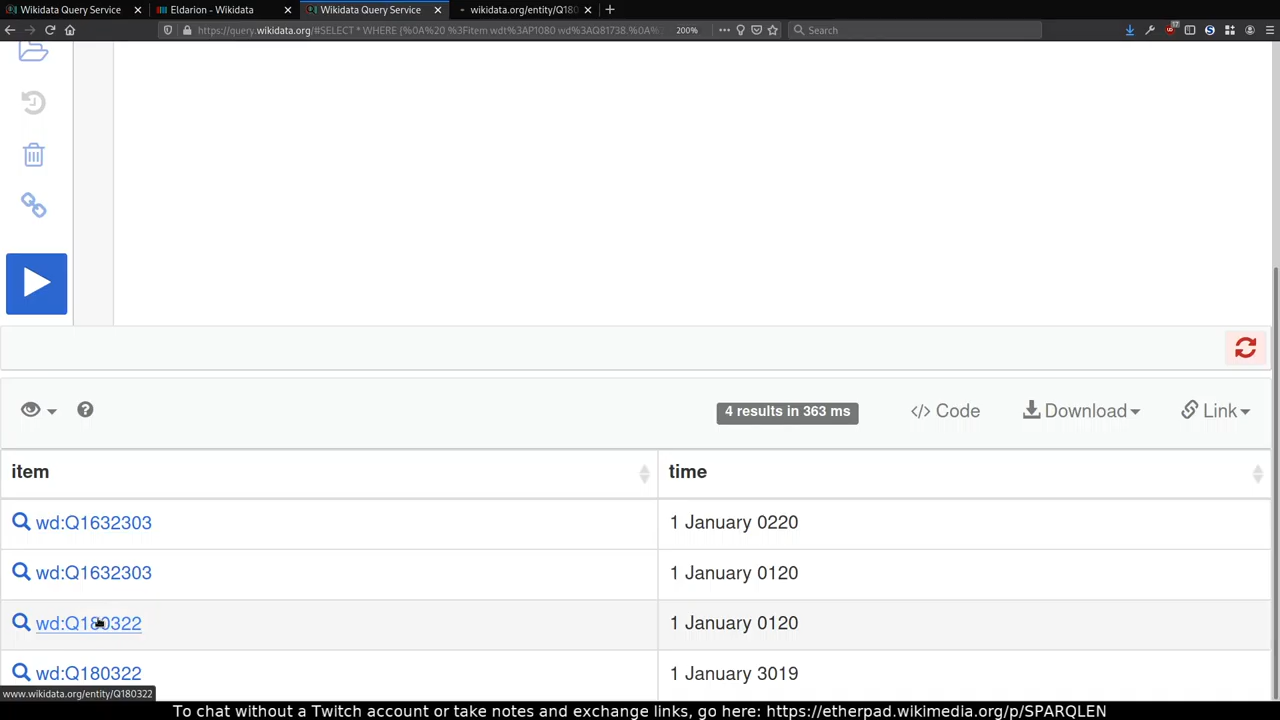 Wikidata Query Service
Eldarion - Wikidata
Wikidata Query Service
wikidata.org/entity/Q180
https://query.wikidata.org/#SELECT * WHERE {%0A%20 %3Fitem wdt%3AP1080 wd%3AQ81738.%0A%
200%
Search
4 results in 363 ms
</> Code
Download
Link
item
time
wd:Q1632303
1 January 0220
wd:Q1632303
1 January 0120
wd:Q180322
1 January 0120
wd:Q180322
1 January 3019
www.wikidata.org/entity/Q180322
To chat without a Twitch account or take notes and exchange links, go here: https://etherpad.wikimedia.org/p/SPARQLEN